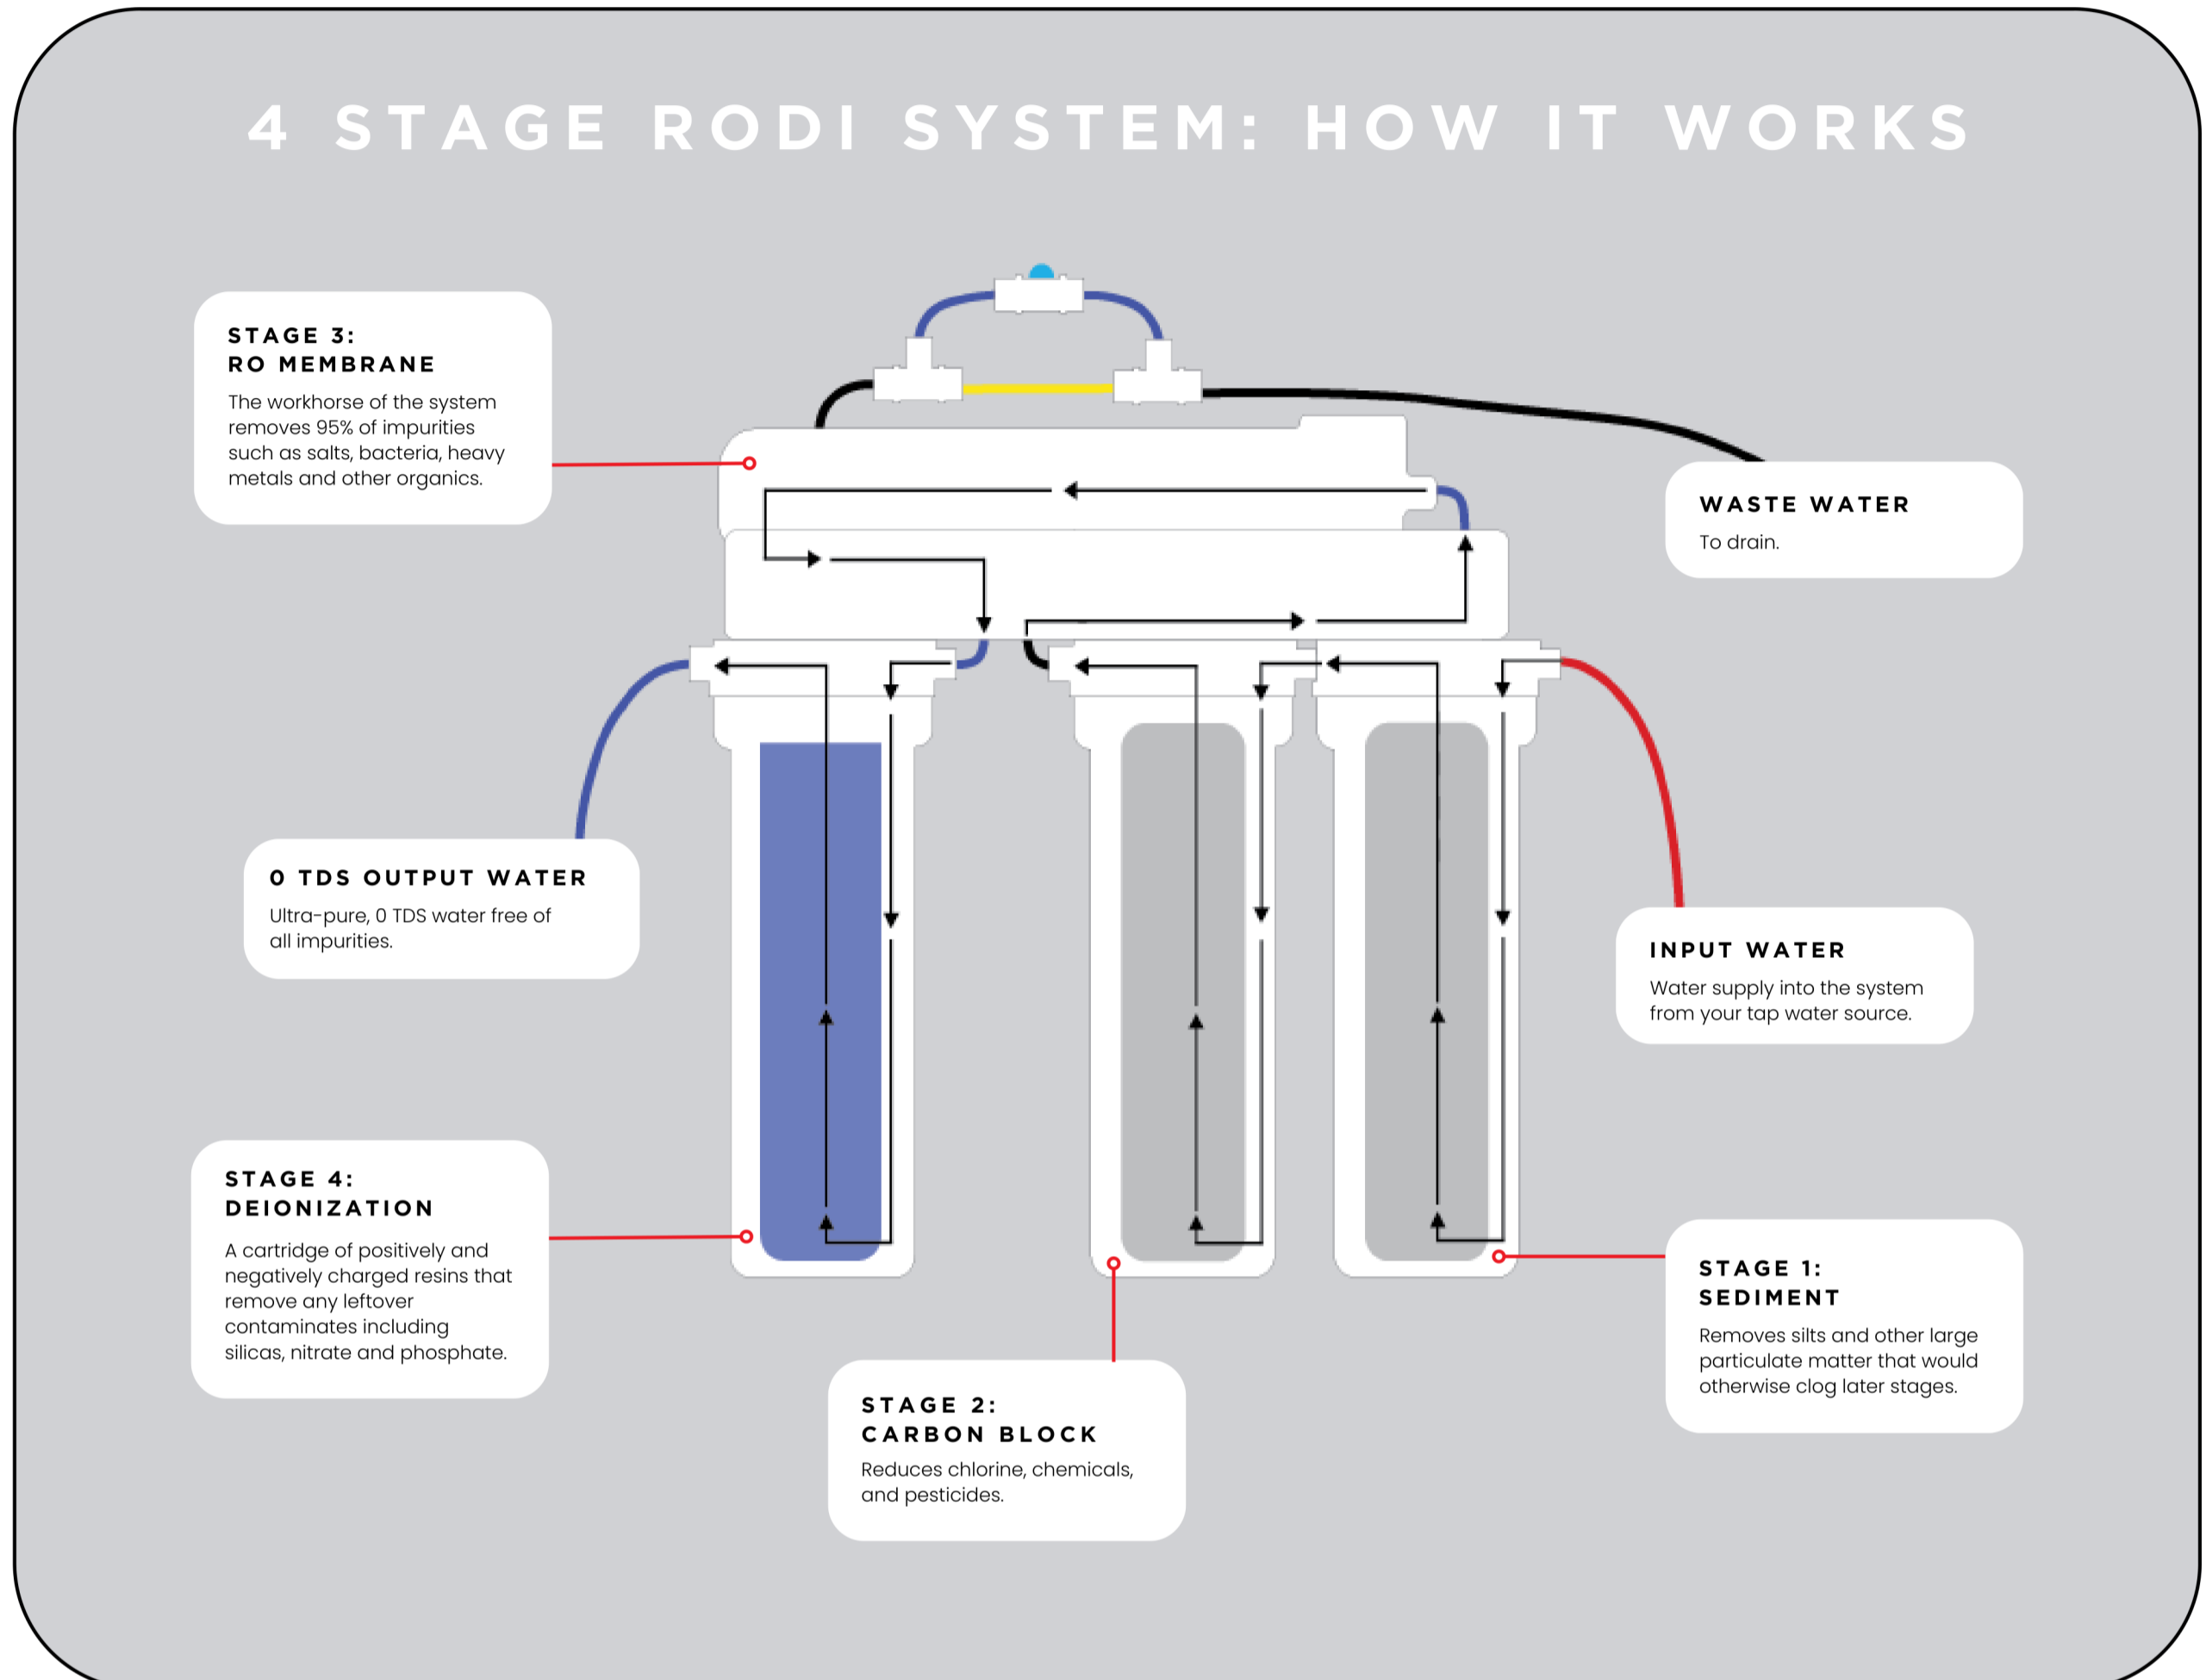 4 STAGE RODI SYSTEM: HOW IT WORKS
STAGE 3:
RO MEMBRANE
The workhorse of the system
removes 95% of impurities
such as salts, bacteria, heavy
metals and other organics.
WASTE WATER
To drain.
0 TDS OUTPUT WATER
Ultra-pure, 0 TDS water free of
all impurities.
INPUT WATER
Water supply into the system
from your tap water source.
STAGE 4:
DEIONIZATION
A cartridge of positively and
negatively charged resins that
remove any leftover
contaminates including
silicas, nitrate and phosphate.
STAGE 1:
SEDIMENT
Removes silts and other large
particulate matter that would
otherwise clog later stages.
STAGE 2:
CARBON BLOCK
Reduces chlorine, chemicals,
and pesticides.